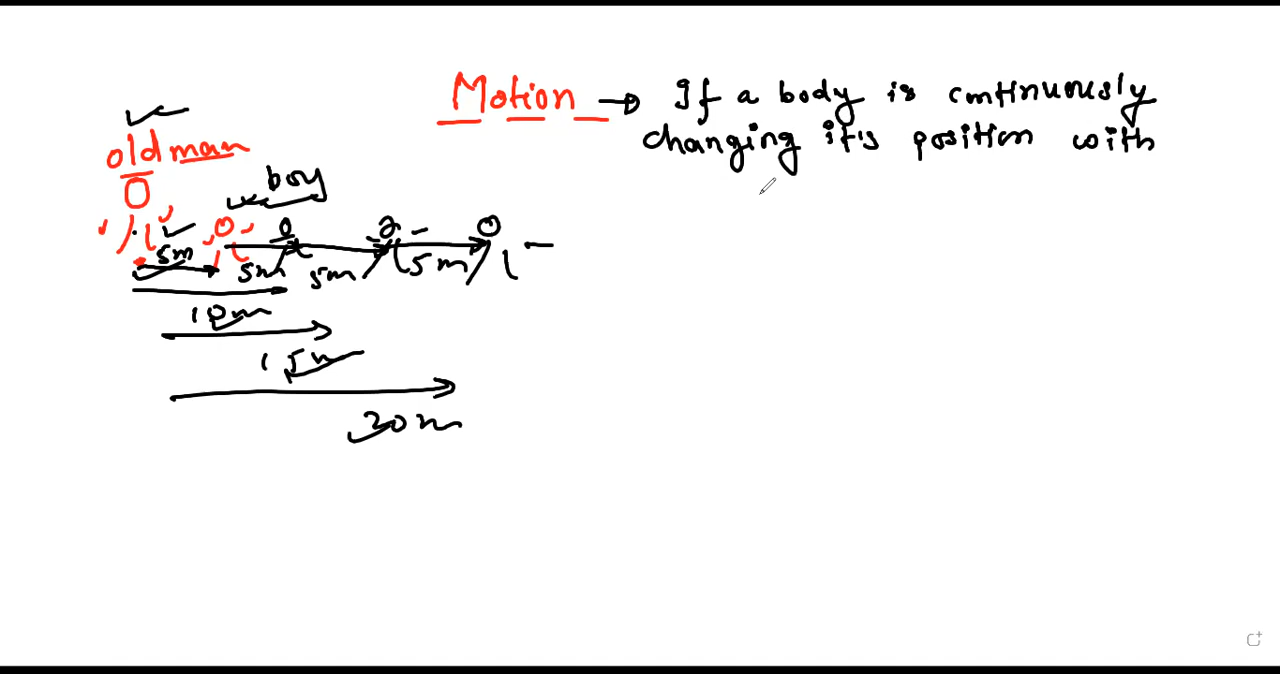 Motion → If a body is continuously
changing it's position with
old man
boy
5m
5m
5m
5m
10m
15m
20m